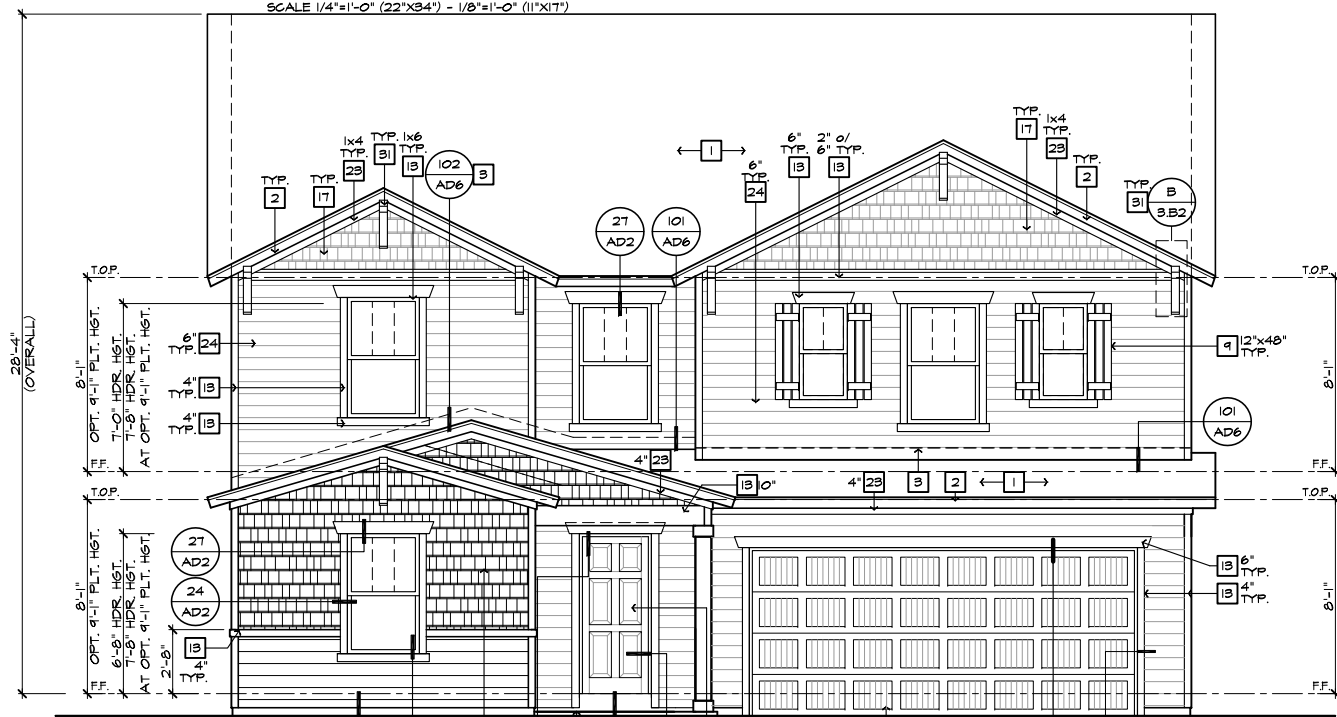 SCALE 1/4"=1'-0" (22"X34") - 1/8"=1'-0" (11"X17")
28'-4"
(OVERALL)
TYP.
2
TYP.
17
1x4
TYP.
23
TYP.
31
1x6
13
102
AD6
3
1
6"
TYP.
24
6"
TYP.
13
2" o/
6" TYP.
13
TYP.
17
1x4
TYP.
23
TYP.
2
TYP.
31
B
3.B2
27
AD2
101
AD6
T.O.P.
T.O.P.
8'-1"
OPT. 9'-1" PLT. HGT.
7'-0" HDR. HGT.
7'-8" HDR. HGT.
AT OPT. 9'-1" PLT. HGT.
6"
TYP.
24
4"
TYP.
13
4"
TYP.
13
9
12"x48"
TYP.
8'-1"
101
AD6
F.F.
F.F.
4" 23
13 10"
4" 23
3
2
1
T.O.P.
T.O.P.
8'-1"
OPT. 9'-1" PLT. HGT.
6'-8" HDR. HGT.
7'-8" HDR. HGT.
AT OPT. 9'-1" PLT. HGT.
2'-8"
27
AD2
24
AD2
13
4"
TYP.
13 6"
TYP.
13 4"
TYP.
8'-1"
F.F.
F.F.